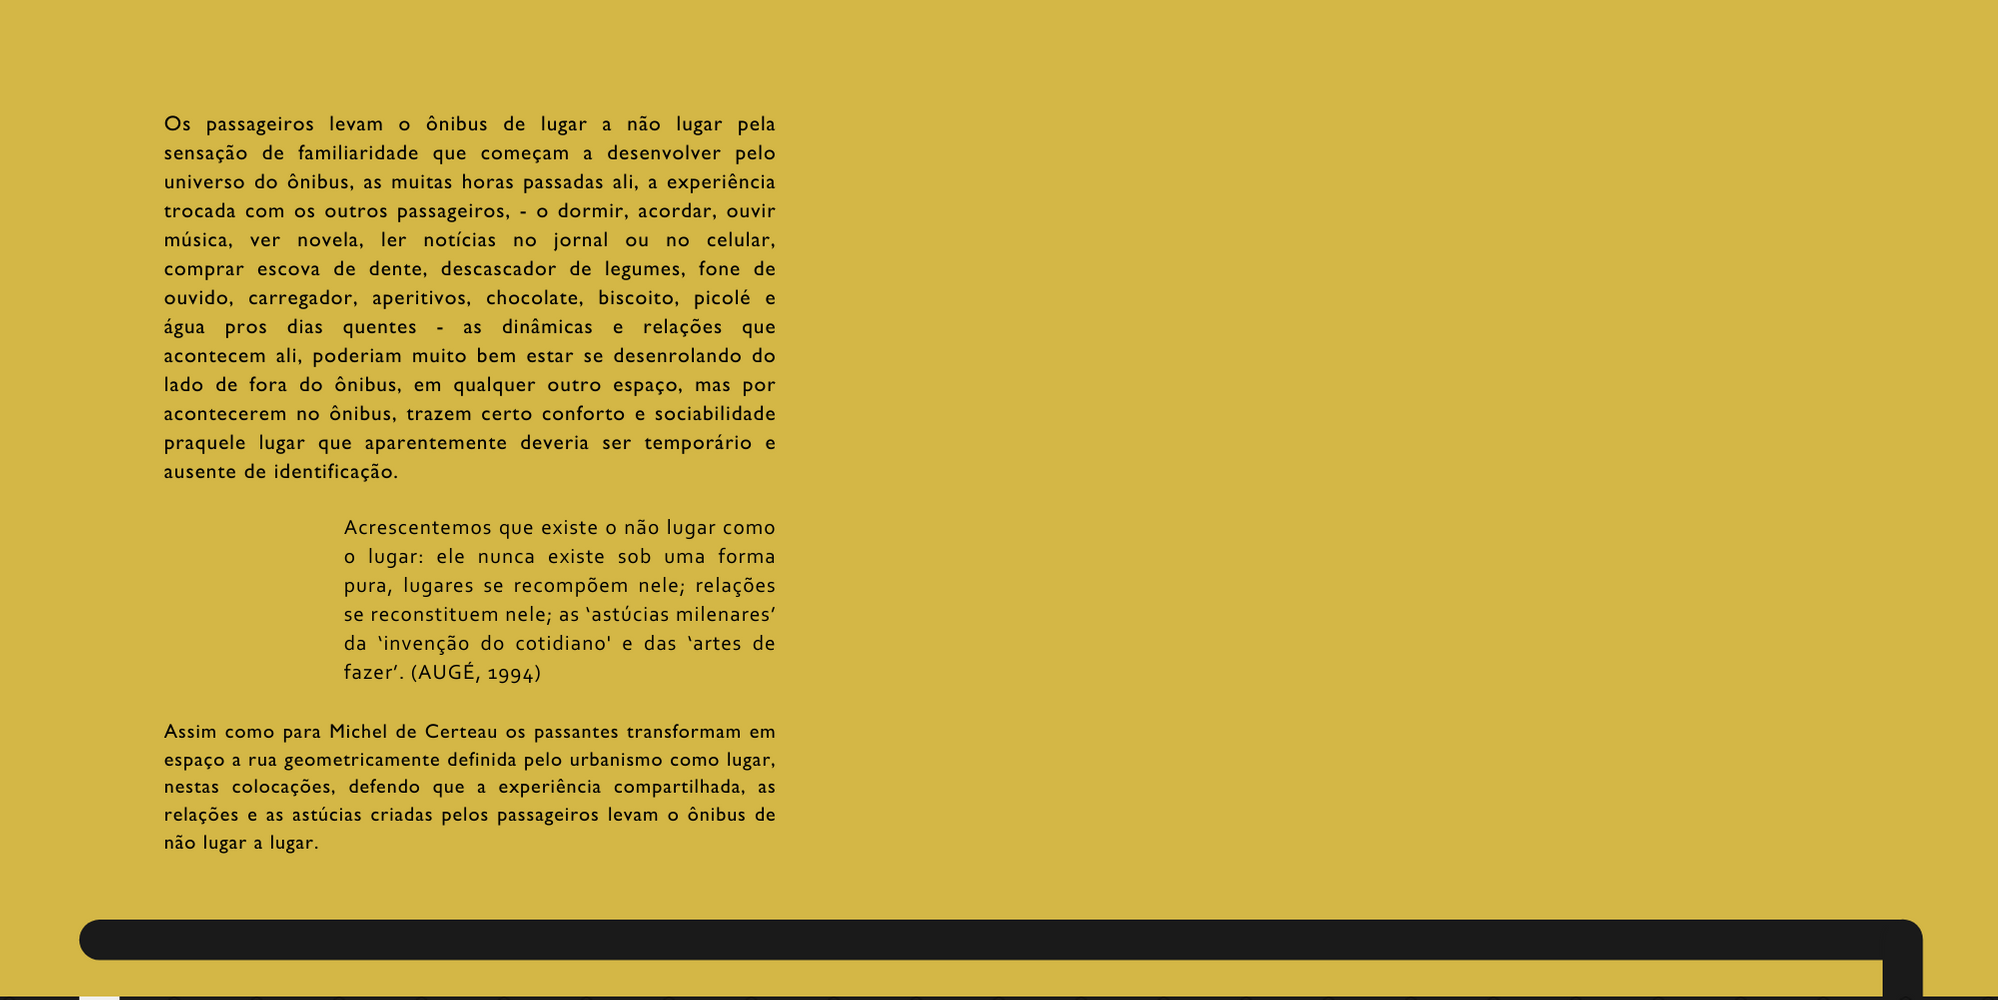 Os passageiros levam o ônibus de lugar a não lugar pela
sensação de familiaridade que começam a desenvolver pelo
universo do ônibus, as muitas horas passadas ali, a experiência
trocada com os outros passageiros, - o dormir, acordar, ouvir
música, ver novela, ler notícias no jornal ou no celular,
comprar escova de dente, descascador de legumes, fone de
ouvido, carregador, aperitivos, chocolate, biscoito, picolé e
água pros dias quentes - as dinâmicas e relações que
acontecem ali, poderiam muito bem estar se desenrolando do
lado de fora do ônibus, em qualquer outro espaço, mas por
acontecerem no ônibus, trazem certo conforto e sociabilidade
praquele lugar que aparentemente deveria ser temporário e
ausente de identificação.
Acrescentemos que existe o não lugar como
o lugar: ele nunca existe sob uma forma
pura, lugares se recompõem nele; relações
se reconstituem nele; as ‘astúcias milenares’
da ‘invenção do cotidiano' e das ‘artes de
fazer’. (AUGÉ, 1994)
Assim como para Michel de Certeau os passantes transformam em
espaço a rua geometricamente definida pelo urbanismo como lugar,
nestas colocações, defendo que a experiência compartilhada, as
relações e as astúcias criadas pelos passageiros levam o ônibus de
não lugar a lugar.